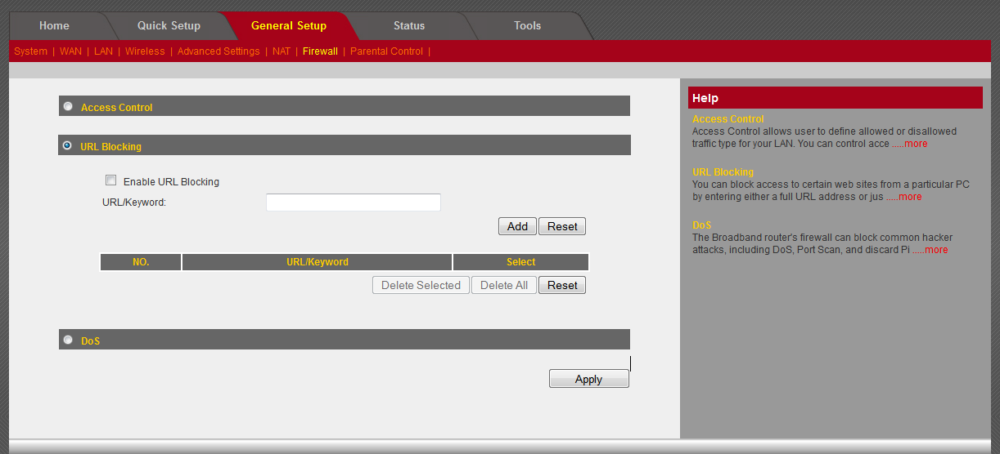 Home Quick Setup General Setup Status Tools
System | WAN | LAN | Wireless | Advanced Settings | NAT | Firewall | Parental Control |
Access Control
URL Blocking
Enable URL Blocking
URL/Keyword:
Add Reset
NO. URL/Keyword Select
Delete Selected Delete All Reset
DoS
Apply
Help
Access Control
Access Control allows user to define allowed or disallowed
traffic type for your LAN. You can control acce .....more
URL Blocking
You can block access to certain web sites from a particular PC
by entering either a full URL address or jus .....more
DoS
The Broadband router's firewall can block common hacker
attacks, including DoS, Port Scan, and discard Pi .....more